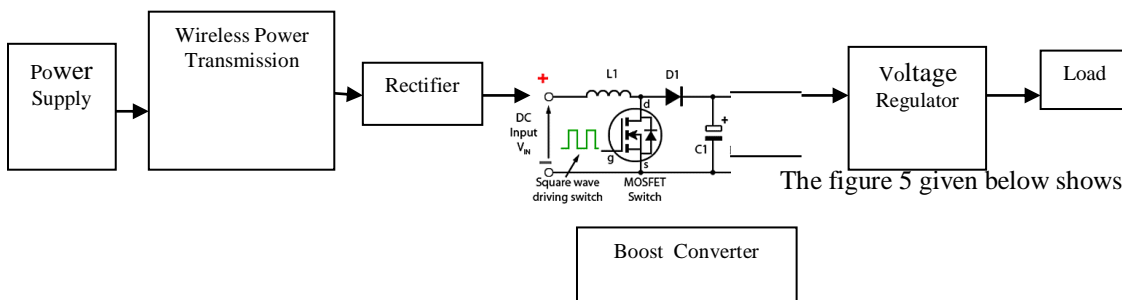 Power
Supply
Wireless Power
Transmission
Rectifier
+
L1
D1
DC
Input
VIN
d
g
s
+
C1
Square wave
driving switch
MOSFET
Switch
Voltage
Regulator
Load
The figure 5 given below shows
Boost Converter